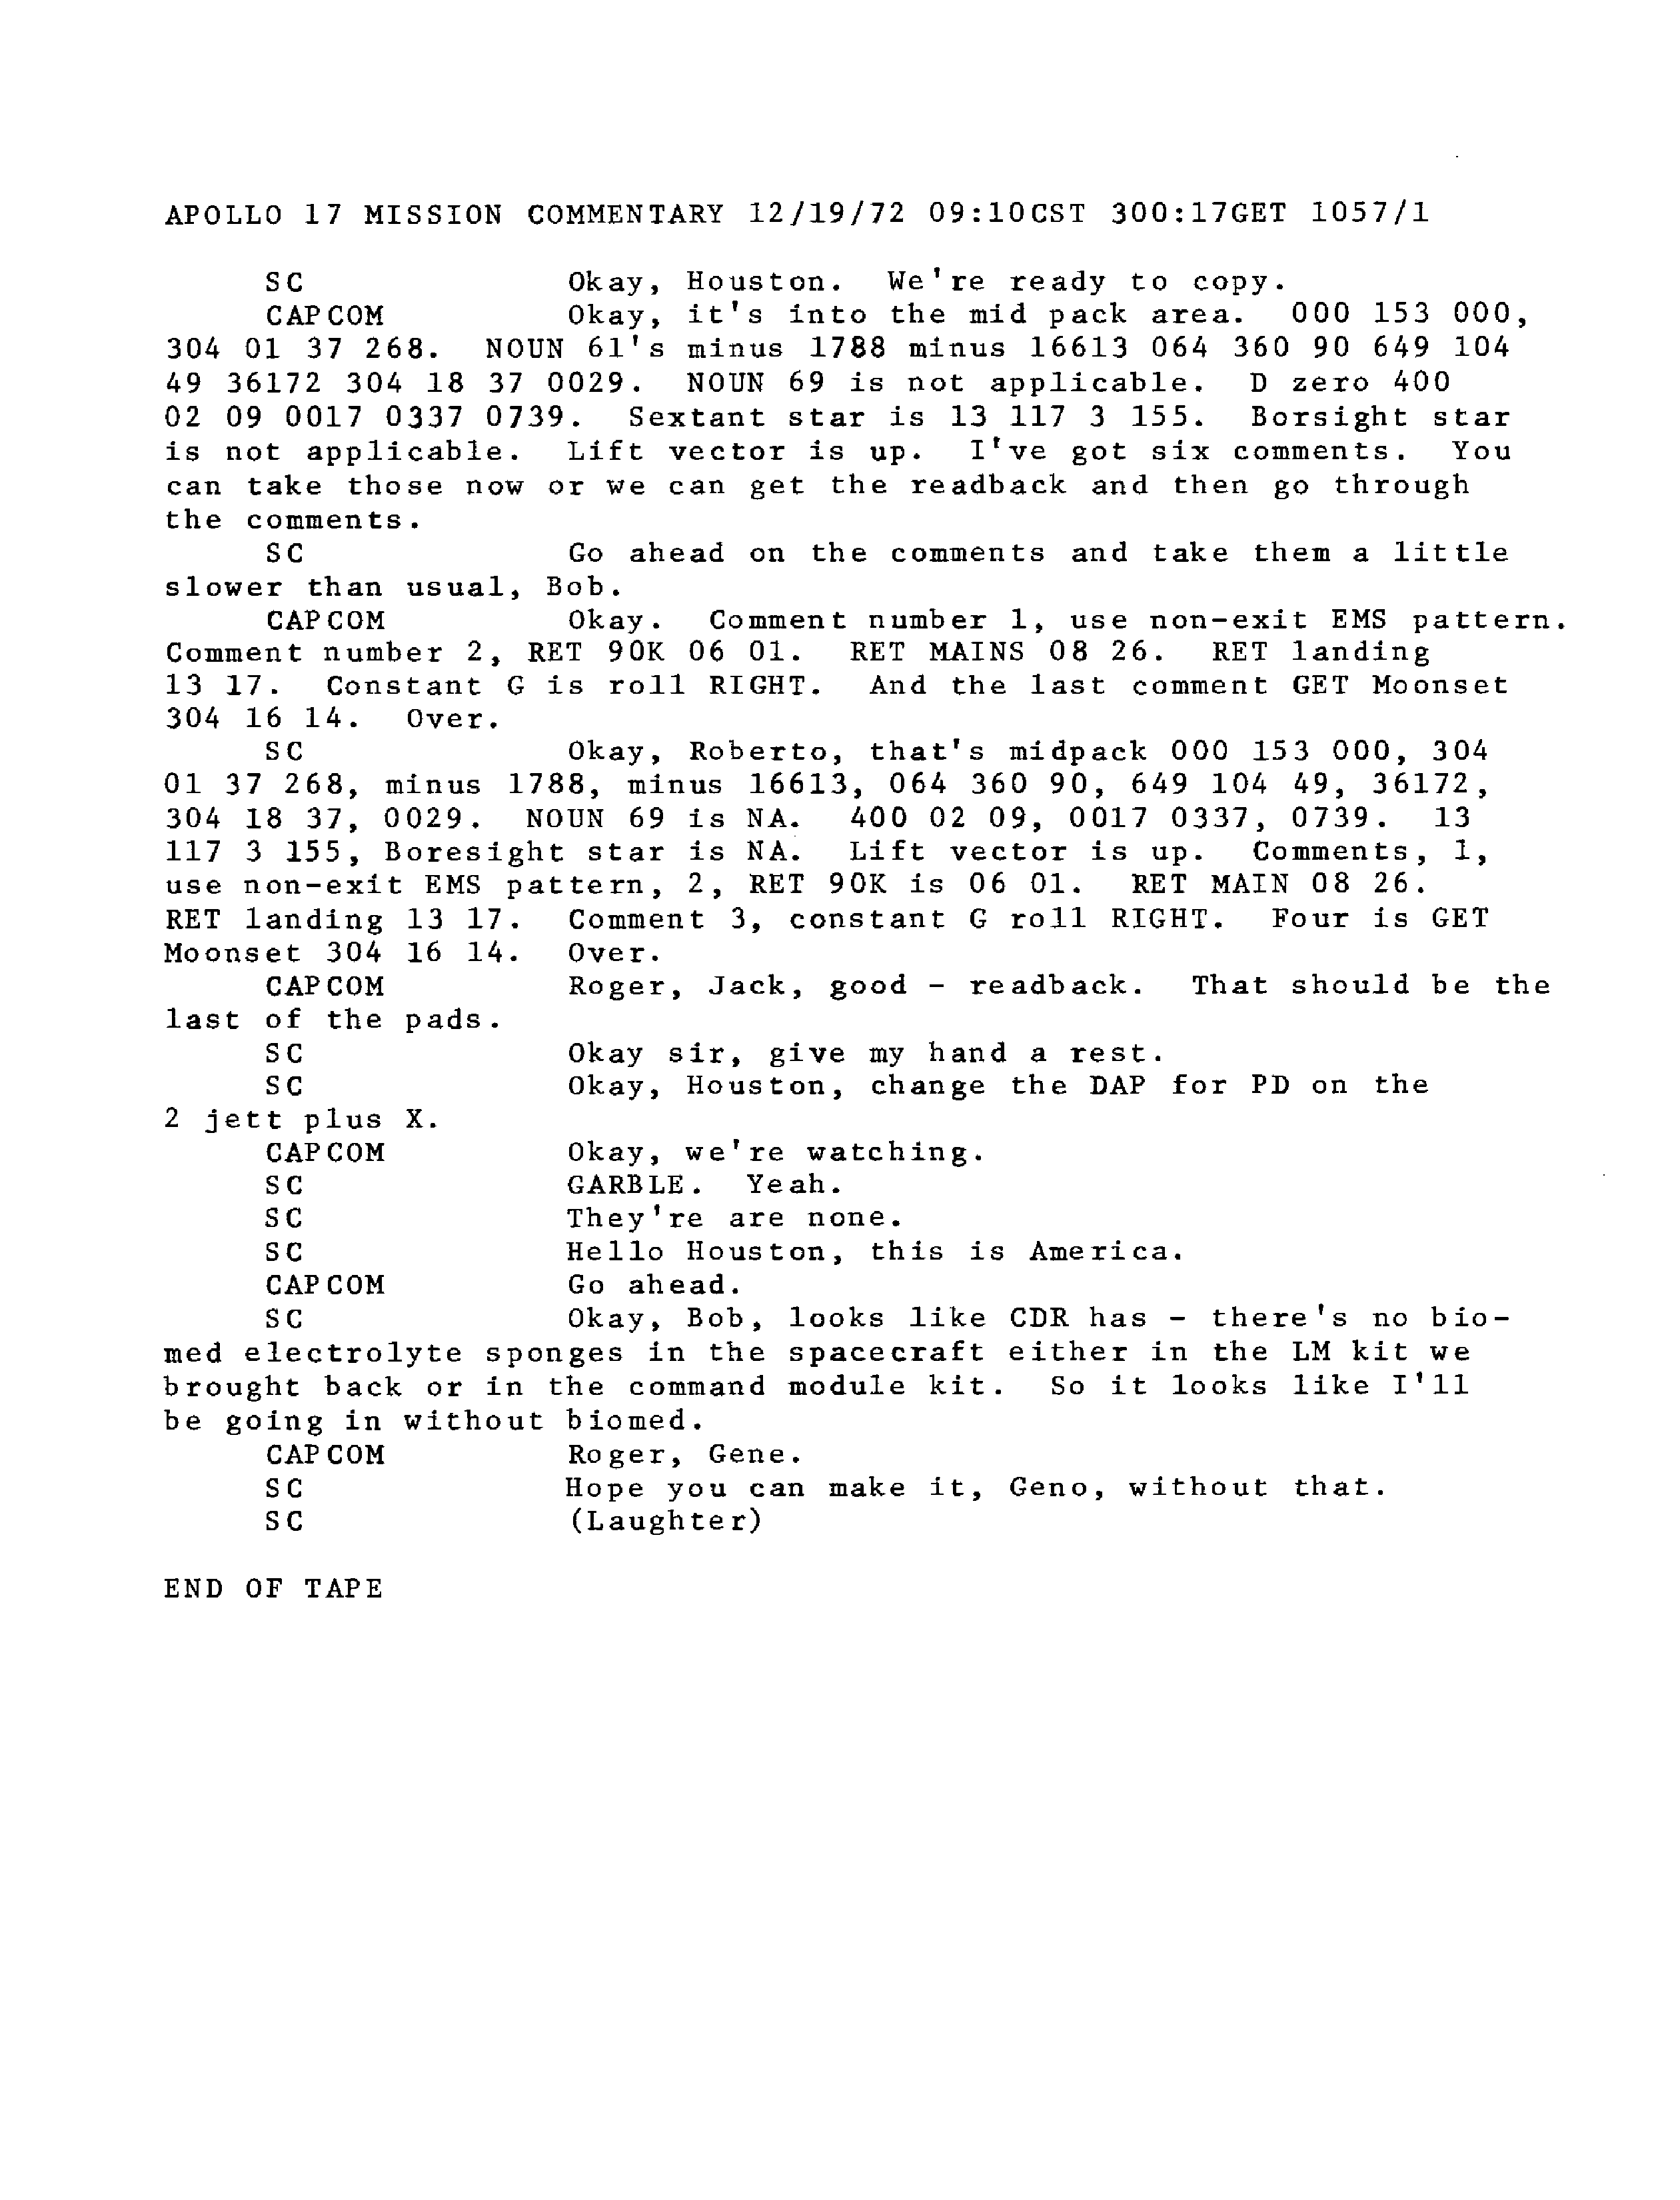 APOLLO 17 MISSION COMMENTARY 12/19/72 09:10CST 300:17GET 1057/1
SC Okay, Houston. We're ready to copy.
CAPCOM Okay, it's into the mid pack area. 000 153 000,
304 01 37 268. NOUN 61's minus 1788 minus 16613 064 360 90 649 104
49 36172 304 18 37 0029. NOUN 69 is not applicable. D zero 400
02 09 0017 0337 0739. Sextant star is 13 117 3 155. Borsight star
is not applicable. Lift vector is up. I've got six comments. You
can take those now or we can get the readback and then go through
the comments.
SC Go ahead on the comments and take them a little
slower than usual, Bob.
CAPCOM Okay. Comment number 1, use non-exit EMS pattern.
Comment number 2, RET 90K 06 01. RET MAINS 08 26. RET landing
13 17. Constant G is roll RIGHT. And the last comment GET Moonset
304 16 14. Over.
SC Okay, Roberto, that's midpack 000 153 000, 304
01 37 268, minus 1788, minus 16613, 064 360 90, 649 104 49, 36172,
304 18 37, 0029. NOUN 69 is NA. 400 02 09, 0017 0337, 0739. 13
117 3 155, Boresight star is NA. Lift vector is up. Comments, 1,
use non-exit EMS pattern, 2, RET 90K is 06 01. RET MAIN 08 26.
RET landing 13 17. Comment 3, constant G roll RIGHT. Four is GET
Moonset 304 16 14. Over.
CAPCOM Roger, Jack, good - readback. That should be the
last of the pads.
SC Okay sir, give my hand a rest.
SC Okay, Houston, change the DAP for PD on the
2 jett plus X.
CAPCOM Okay, we're watching.
SC GARBLE. Yeah.
SC They're are none.
SC Hello Houston, this is America.
CAPCOM Go ahead.
SC Okay, Bob, looks like CDR has - there's no bio-
med electrolyte sponges in the spacecraft either in the LM kit we
brought back or in the command module kit. So it looks like I'll
be going in without biomed.
CAPCOM Roger, Gene.
SC Hope you can make it, Geno, without that.
SC (Laughter)
END OF TAPE